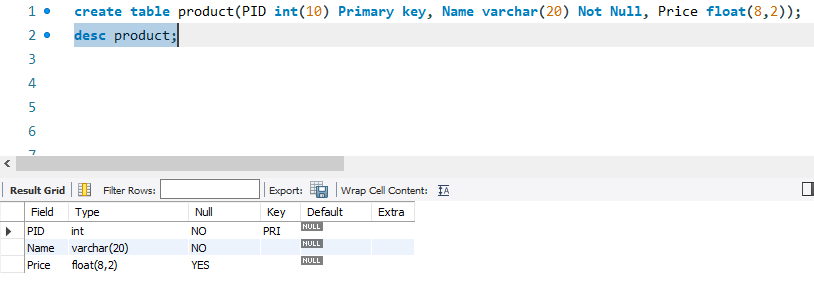 1 create table product(PID int(10) Primary key, Name varchar(20) Not Null, Price float(8,2));
2 desc product;
3
4
5
6
7
Result Grid Filter Rows: Export: Wrap Cell Content: IA
Field Type Null Key Default Extra
PID int NO PRI NULL
Name varchar(20) NO NULL
Price float(8,2) YES NULL